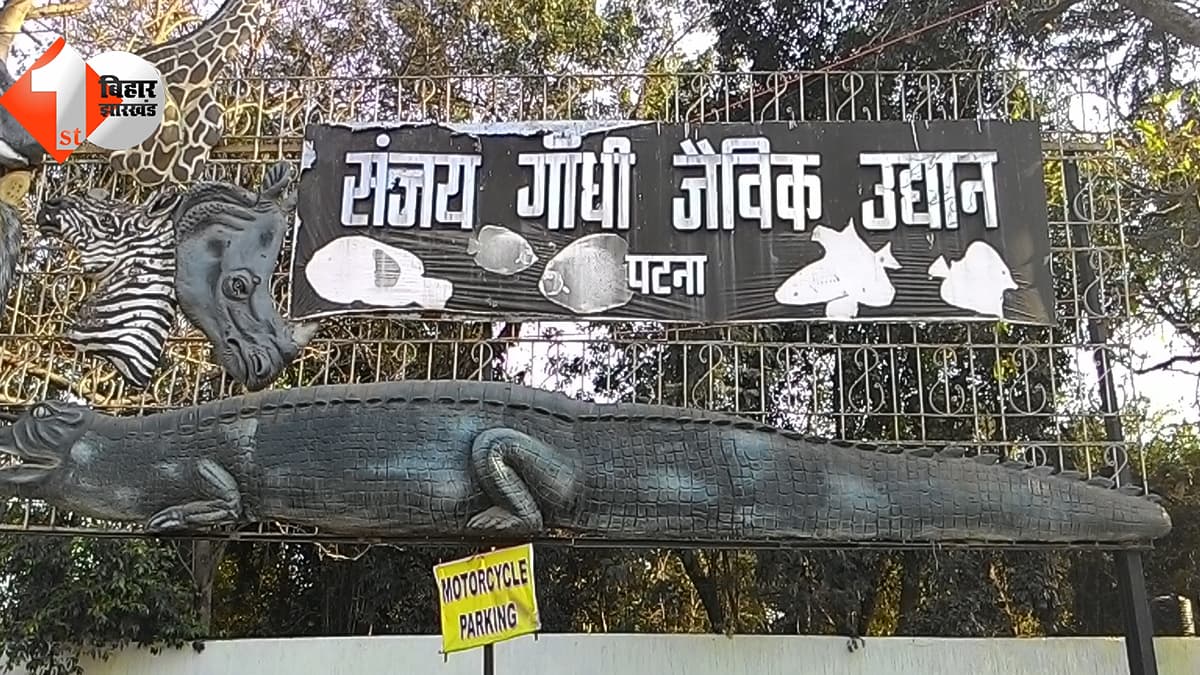 1st
बिहार
झारखंड
संजय गाँधी जैविक उद्यान
पटना
MOTORCYCLE
PARKING